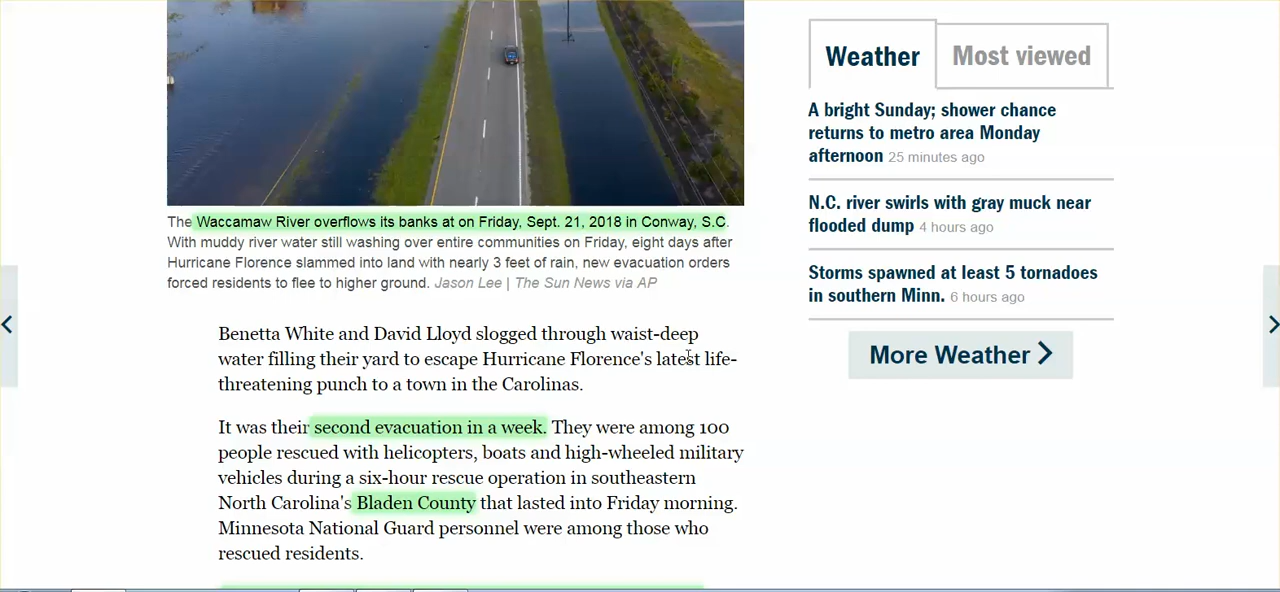 The Waccamaw River overflows its banks at on Friday, Sept. 21, 2018 in Conway, S.C.
With muddy river water still washing over entire communities on Friday, eight days after
Hurricane Florence slammed into land with nearly 3 feet of rain, new evacuation orders
forced residents to flee to higher ground. Jason Lee | The Sun News via AP
Benetta White and David Lloyd slogged through waist-deep
water filling their yard to escape Hurricane Florence's latest life-
threatening punch to a town in the Carolinas.
It was their second evacuation in a week. They were among 100
people rescued with helicopters, boats and high-wheeled military
vehicles during a six-hour rescue operation in southeastern
North Carolina's Bladen County that lasted into Friday morning.
Minnesota National Guard personnel were among those who
rescued residents.
Weather
Most viewed
A bright Sunday; shower chance
returns to metro area Monday
afternoon 25 minutes ago
N.C. river swirls with gray muck near
flooded dump 4 hours ago
Storms spawned at least 5 tornadoes
in southern Minn. 6 hours ago
More Weather